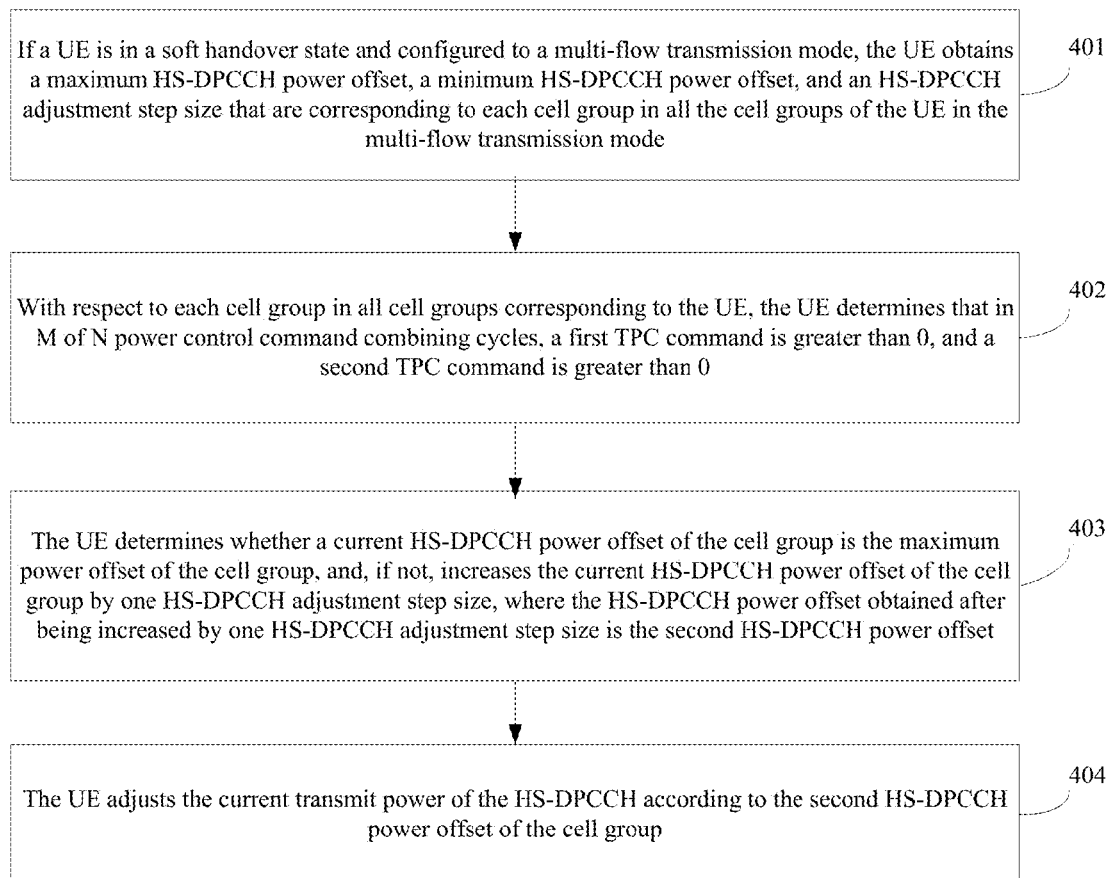 If a UE is in a soft handover state and configured to a multi-flow transmission mode, the UE obtains
a maximum HS-DPCCH power offset, a minimum HS-DPCCH power offset, and an HS-DPCCH
adjustment step size that are corresponding to each cell group in all the cell groups of the UE in the
multi-flow transmission mode
401
With respect to each cell group in all cell groups corresponding to the UE, the UE determines that in
M of N power control command combining cycles, a first TPC command is greater than 0, and a
second TPC command is greater than 0
402
The UE determines whether a current HS-DPCCH power offset of the cell group is the maximum
power offset of the cell group, and, if not, increases the current HS-DPCCH power offset of the cell
group by one HS-DPCCH adjustment step size, where the HS-DPCCH power offset obtained after
being increased by one HS-DPCCH adjustment step size is the second HS-DPCCH power offset
403
The UE adjusts the current transmit power of the HS-DPCCH according to the second HS-DPCCH
power offset of the cell group
404